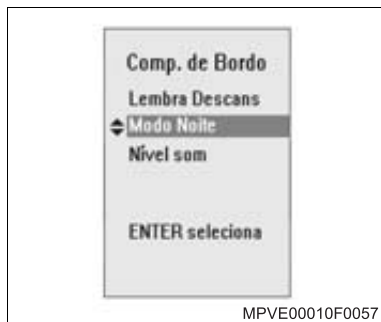 Comp. de Bordo
Lembra Descans
Modo Noite
Nível som
ENTER seleciona
MPVE00010F0057